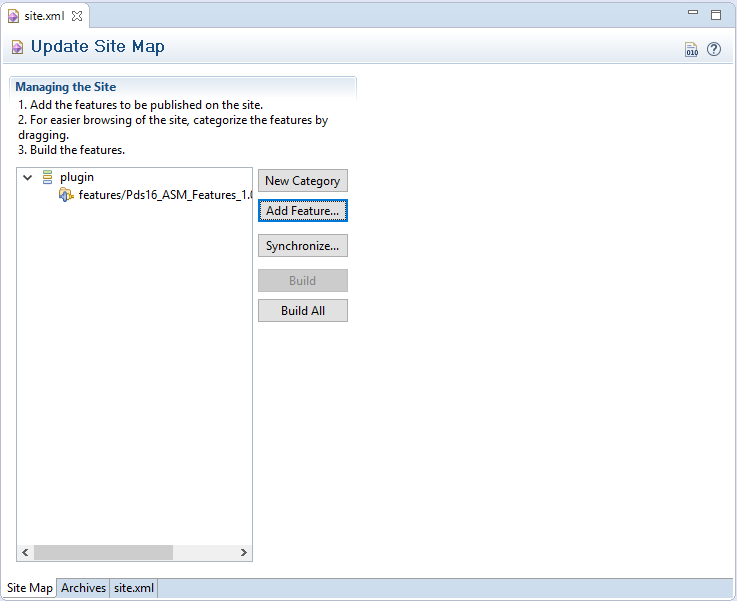 site.xml
Update Site Map
010
Managing the Site
1. Add the features to be published on the site.
2. For easier browsing of the site, categorize the features by
dragging.
3. Build the features.
plugin
features/Pds16_ASM_Features_1.0
New Category
Add Feature...
Synchronize...
Build
Build All
Site Map
Archives
site.xml